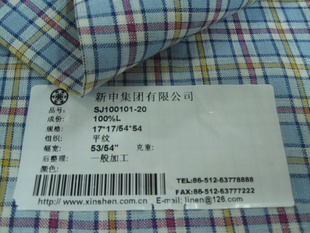 新申集团有限公司
品号: SJ100101-20
成份: 100%L
规格: 17*17/54*54
组织: 平纹
幅宽: 53/54" 克重:
后整理: 一般加工
颜色:
TEL:86-512-63778888
FAX:86-512-63777222
http://www.xinshen.com.cn E-mail: linen@126.com